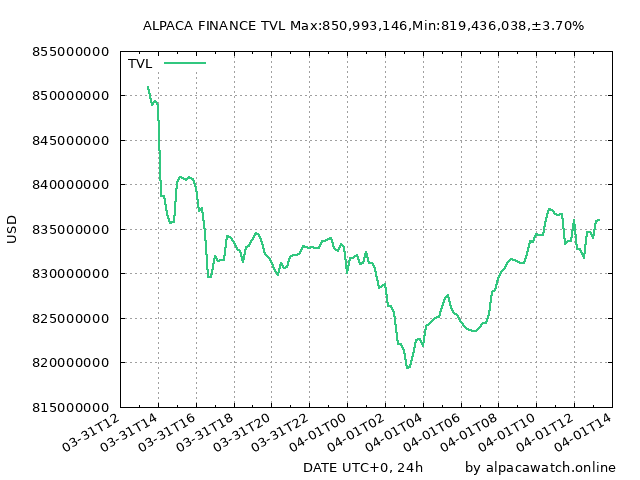 ALPACA FINANCE TVL Max:850,993,146,Min:819,436,038,±3.70%
TVL
855000000
850000000
845000000
840000000
835000000
830000000
825000000
820000000
815000000
USD
03-31T12
03-31T14
03-31T16
03-31T18
03-31T20
03-31T22
04-01T00
04-01T02
04-01T04
04-01T06
04-01T08
04-01T10
04-01T12
04-01T14
DATE UTC+0, 24h
by alpacawatch.online